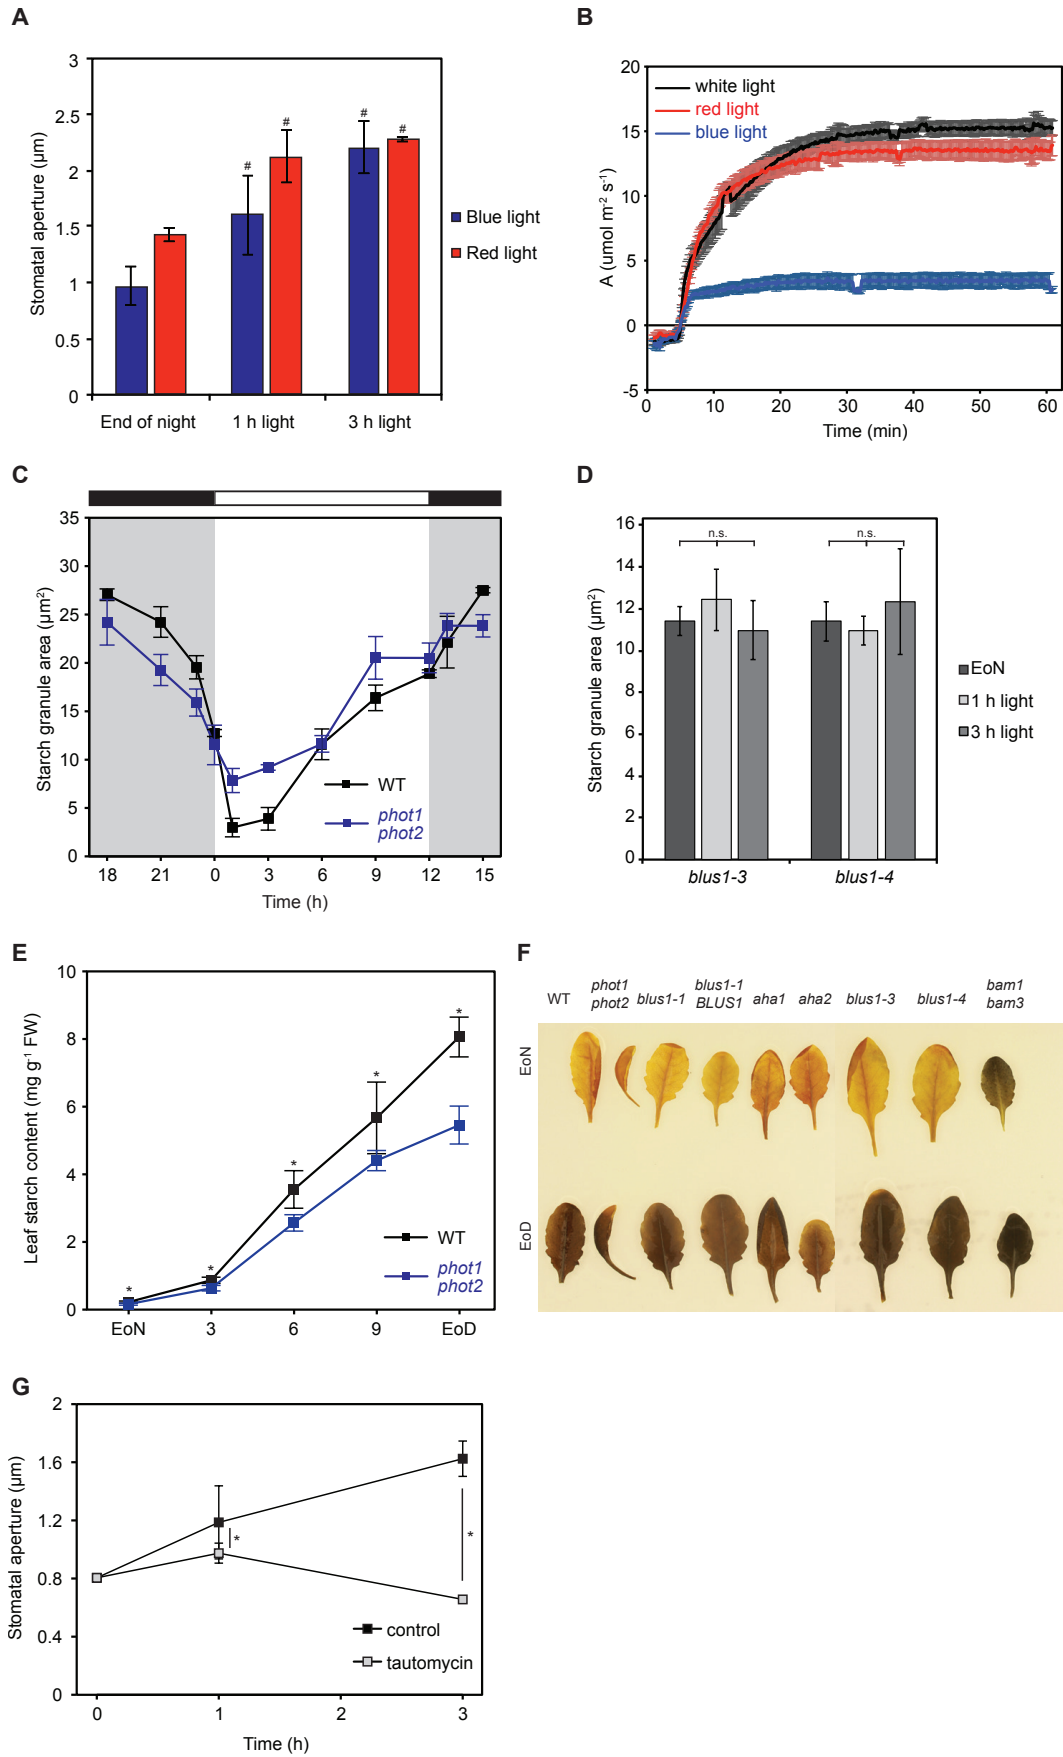 A
Stomatal aperture (µm)
3
2.5
2
1.5
1
0.5
0
#
#
#
#
End of night
1 h light
3 h light
Blue light
Red light
B
A (umol m-2 s-1)
20
15
10
5
0
-5
white light
red light
blue light
0 10 20 30 40 50 60
Time (min)
C
Starch granule area (µm2)
35
30
25
20
15
10
5
0
WT
phot1
phot2
18 21 0 3 6 9 12 15
Time (h)
D
Starch granule area (µm2)
16
14
12
10
8
6
4
2
0
n.s.
n.s.
blus1-3
blus1-4
EoN
1 h light
3 h light
E
Leaf starch content (mg g-1 FW)
10
8
6
4
2
0
*
*
*
*
*
WT
phot1
phot2
EoN 3 6 9 EoD
F
WT
phot1
phot2
blus1-1
blus1-1
BLUS1
aha1
aha2
blus1-3
blus1-4
bam1
bam3
EoN
EoD
G
Stomatal aperture (µm)
2
1.6
1.2
0.8
0.4
0
*
*
control
tautomycin
0 1 2 3
Time (h)